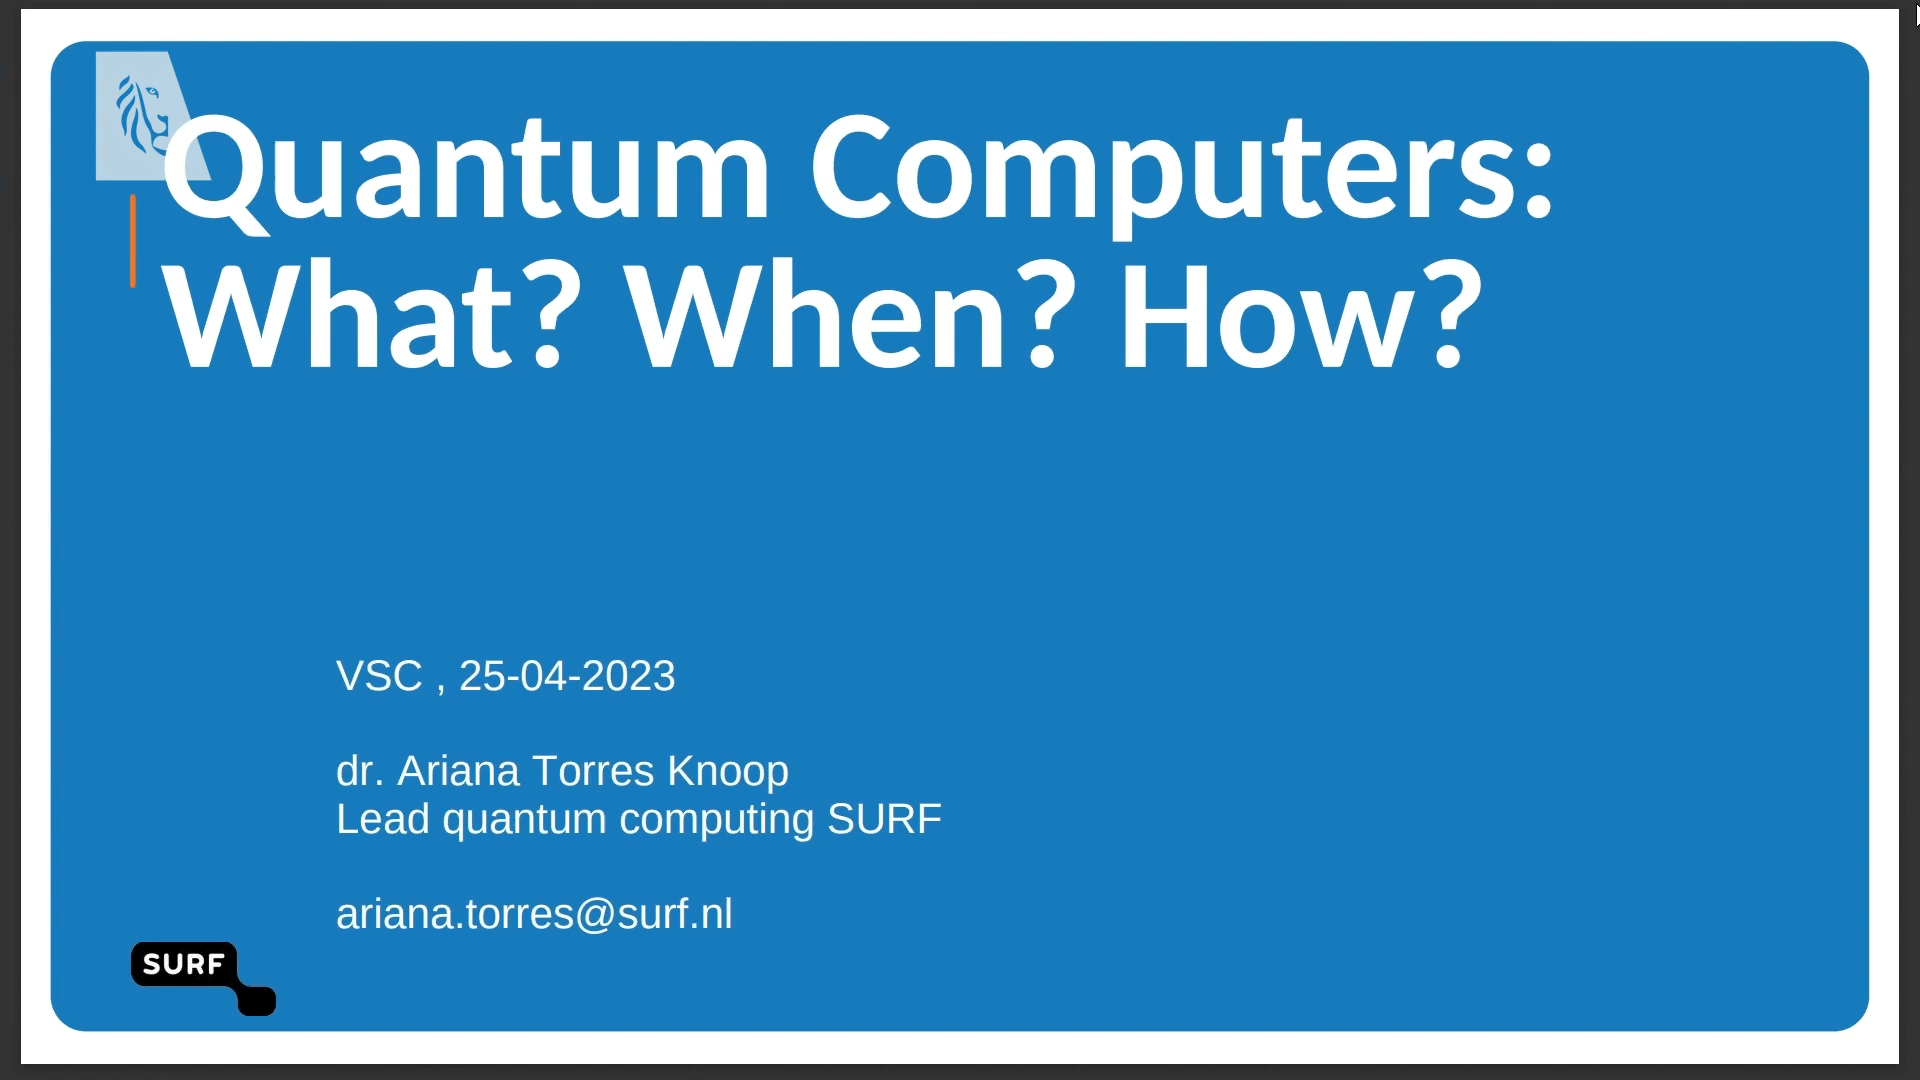 Quantum Computers:
What? When? How?
VSC , 25-04-2023
dr. Ariana Torres Knoop
Lead quantum computing SURF
ariana.torres@surf.nl
SURF